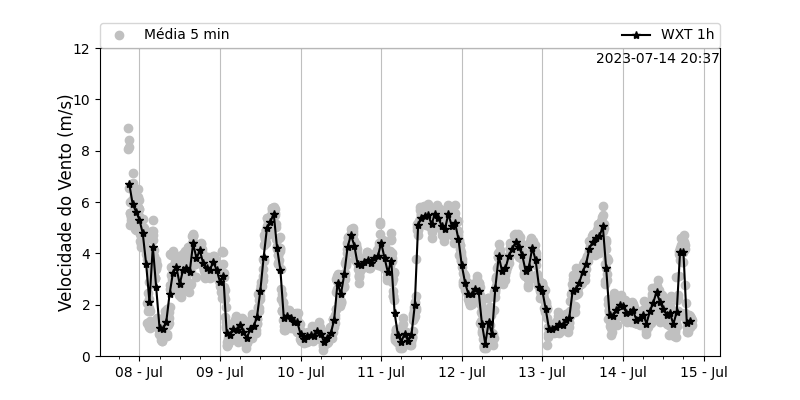 Média 5 min
WXT 1h
2023-07-14 20:37
Velocidade do Vento (m/s)
12
10
8
6
4
2
0
08 - Jul
09 - Jul
10 - Jul
11 - Jul
12 - Jul
13 - Jul
14 - Jul
15 - Jul